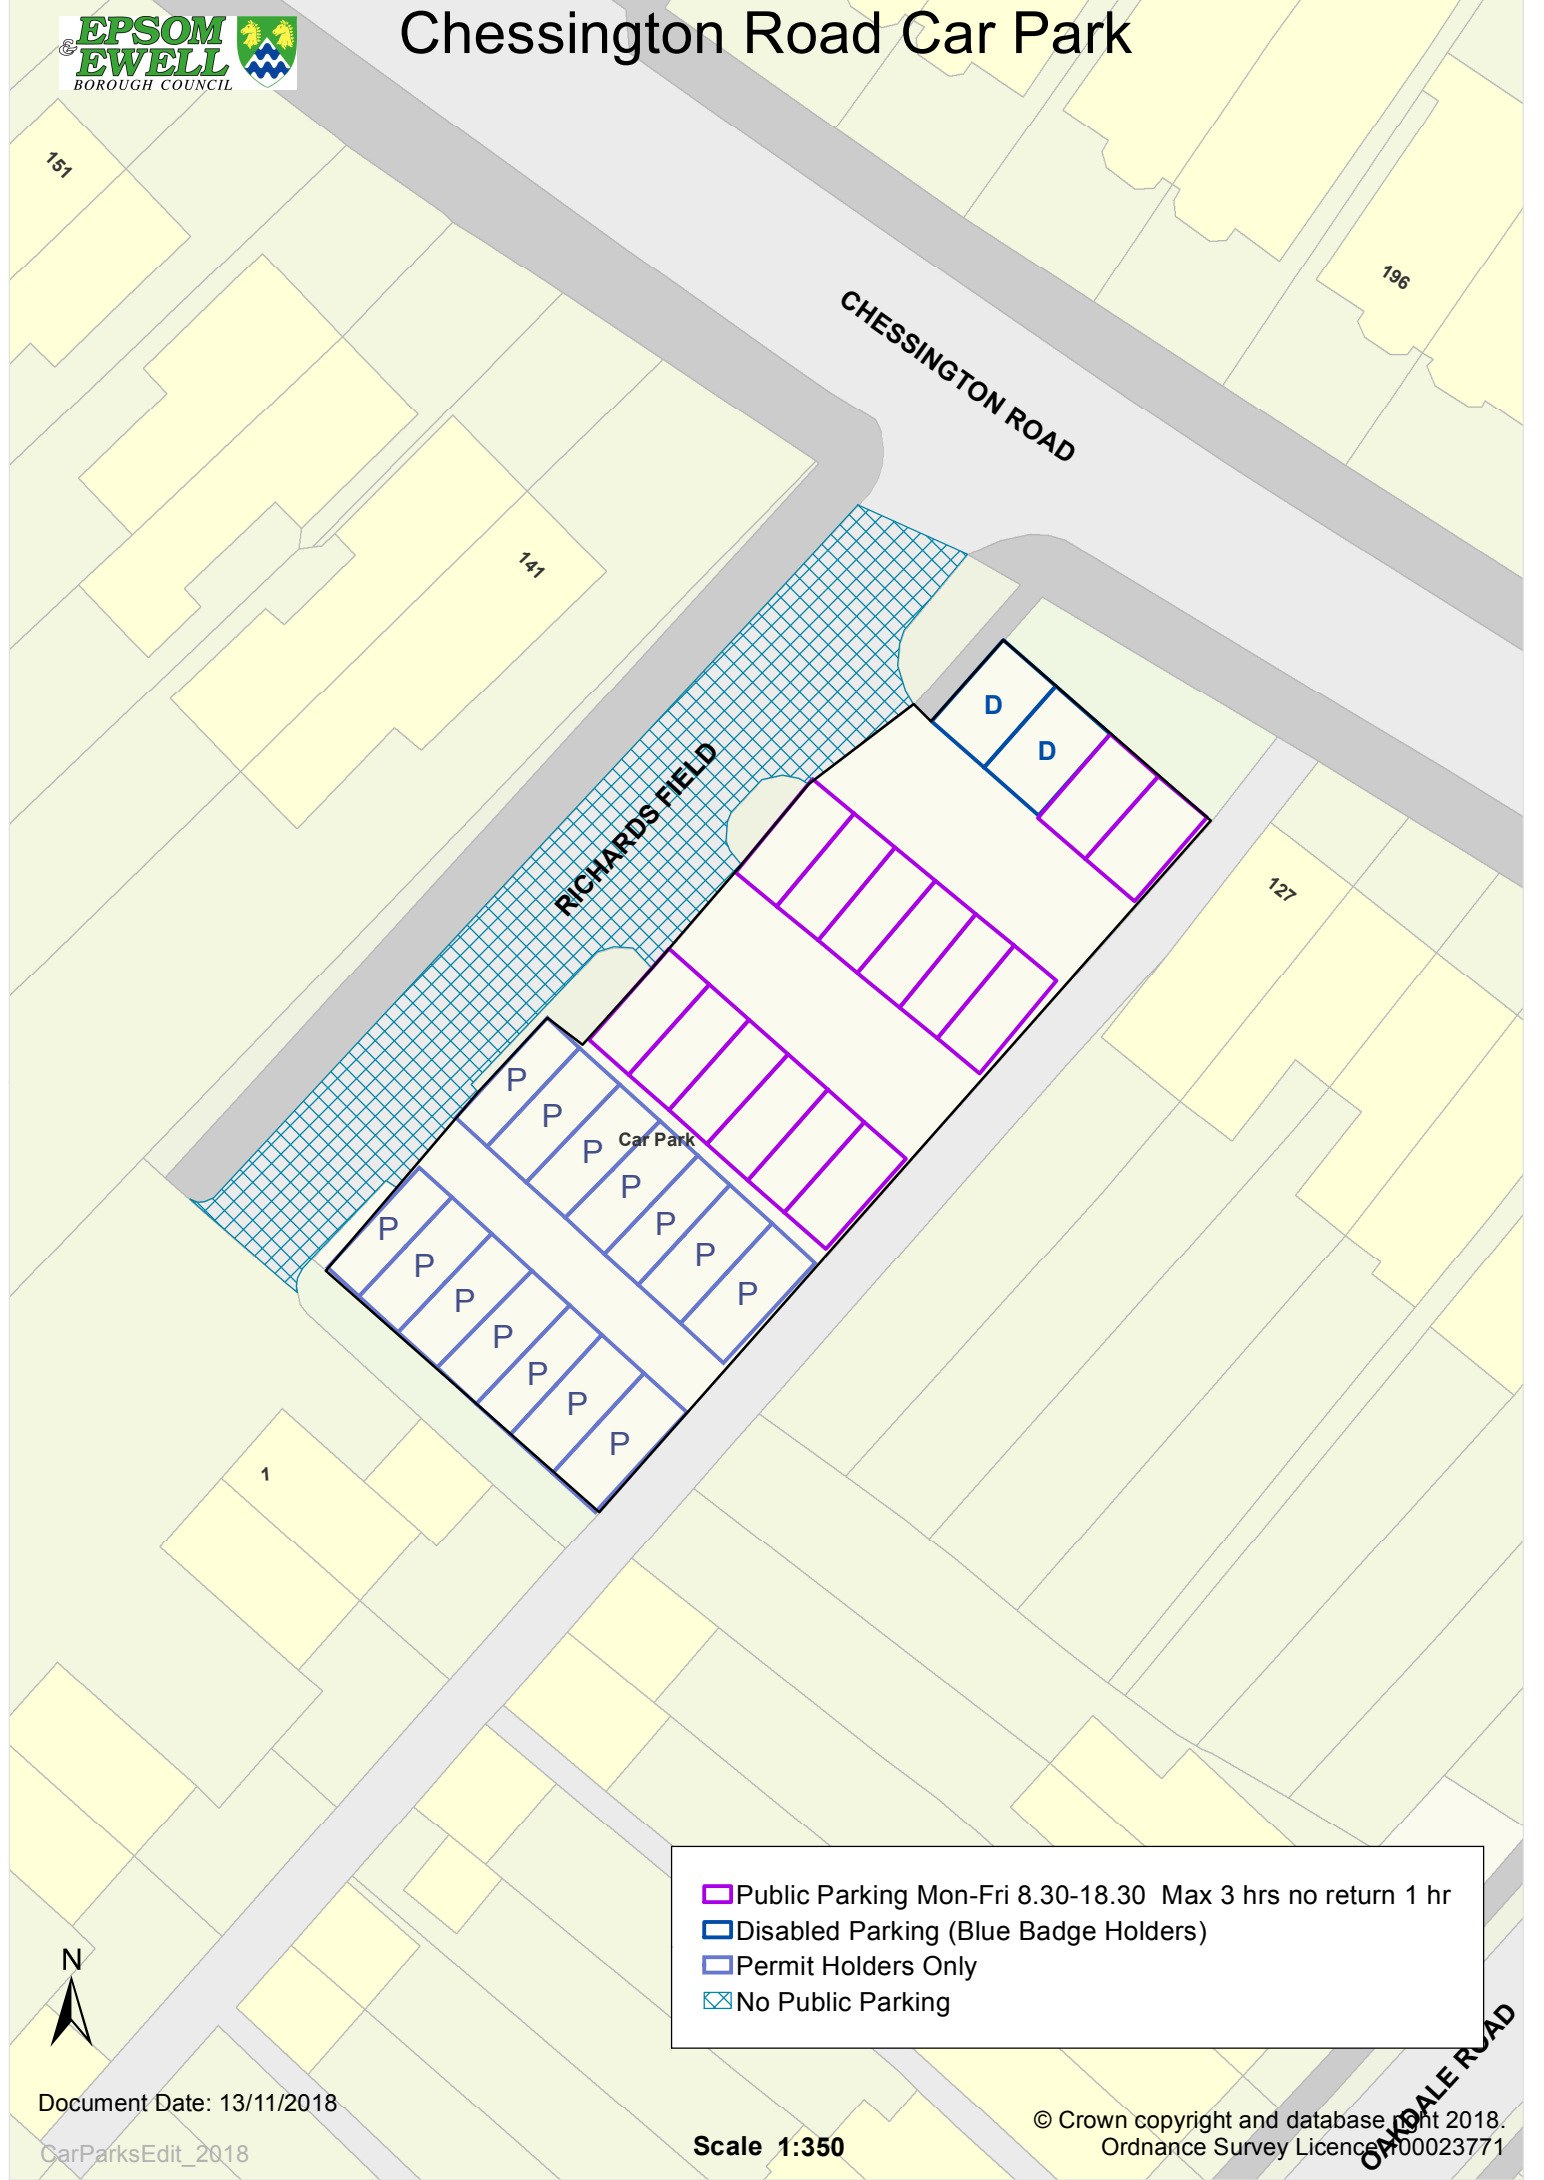 Chessington Road Car Park
EPSOM
& EWELL
BOROUGH COUNCIL
151
196
CHESSINGTON ROAD
141
D
D
RICHARDS FIELD
127
P
P
P
Car Park
P
P
P
P
P
P
P
P
P
P
P
1
Public Parking Mon-Fri 8.30-18.30 Max 3 hrs no return 1 hr
Disabled Parking (Blue Badge Holders)
Permit Holders Only
No Public Parking
N
OAKDALE ROAD
Document Date: 13/11/2018
CarParksEdit_2018
Scale 1:350
© Crown copyright and database right 2018.
Ordnance Survey Licence 100023771